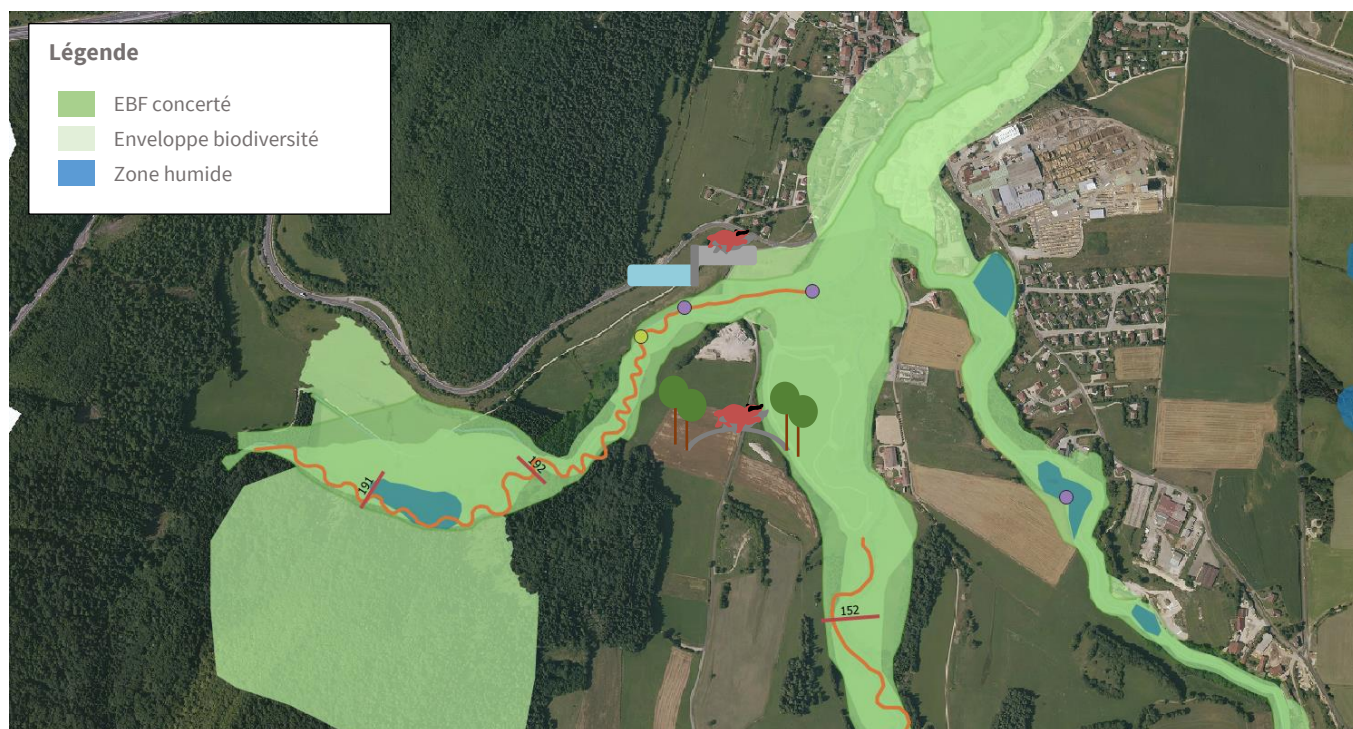 Légende
EBF concerté
Enveloppe biodiversité
Zone humide
191
192
152